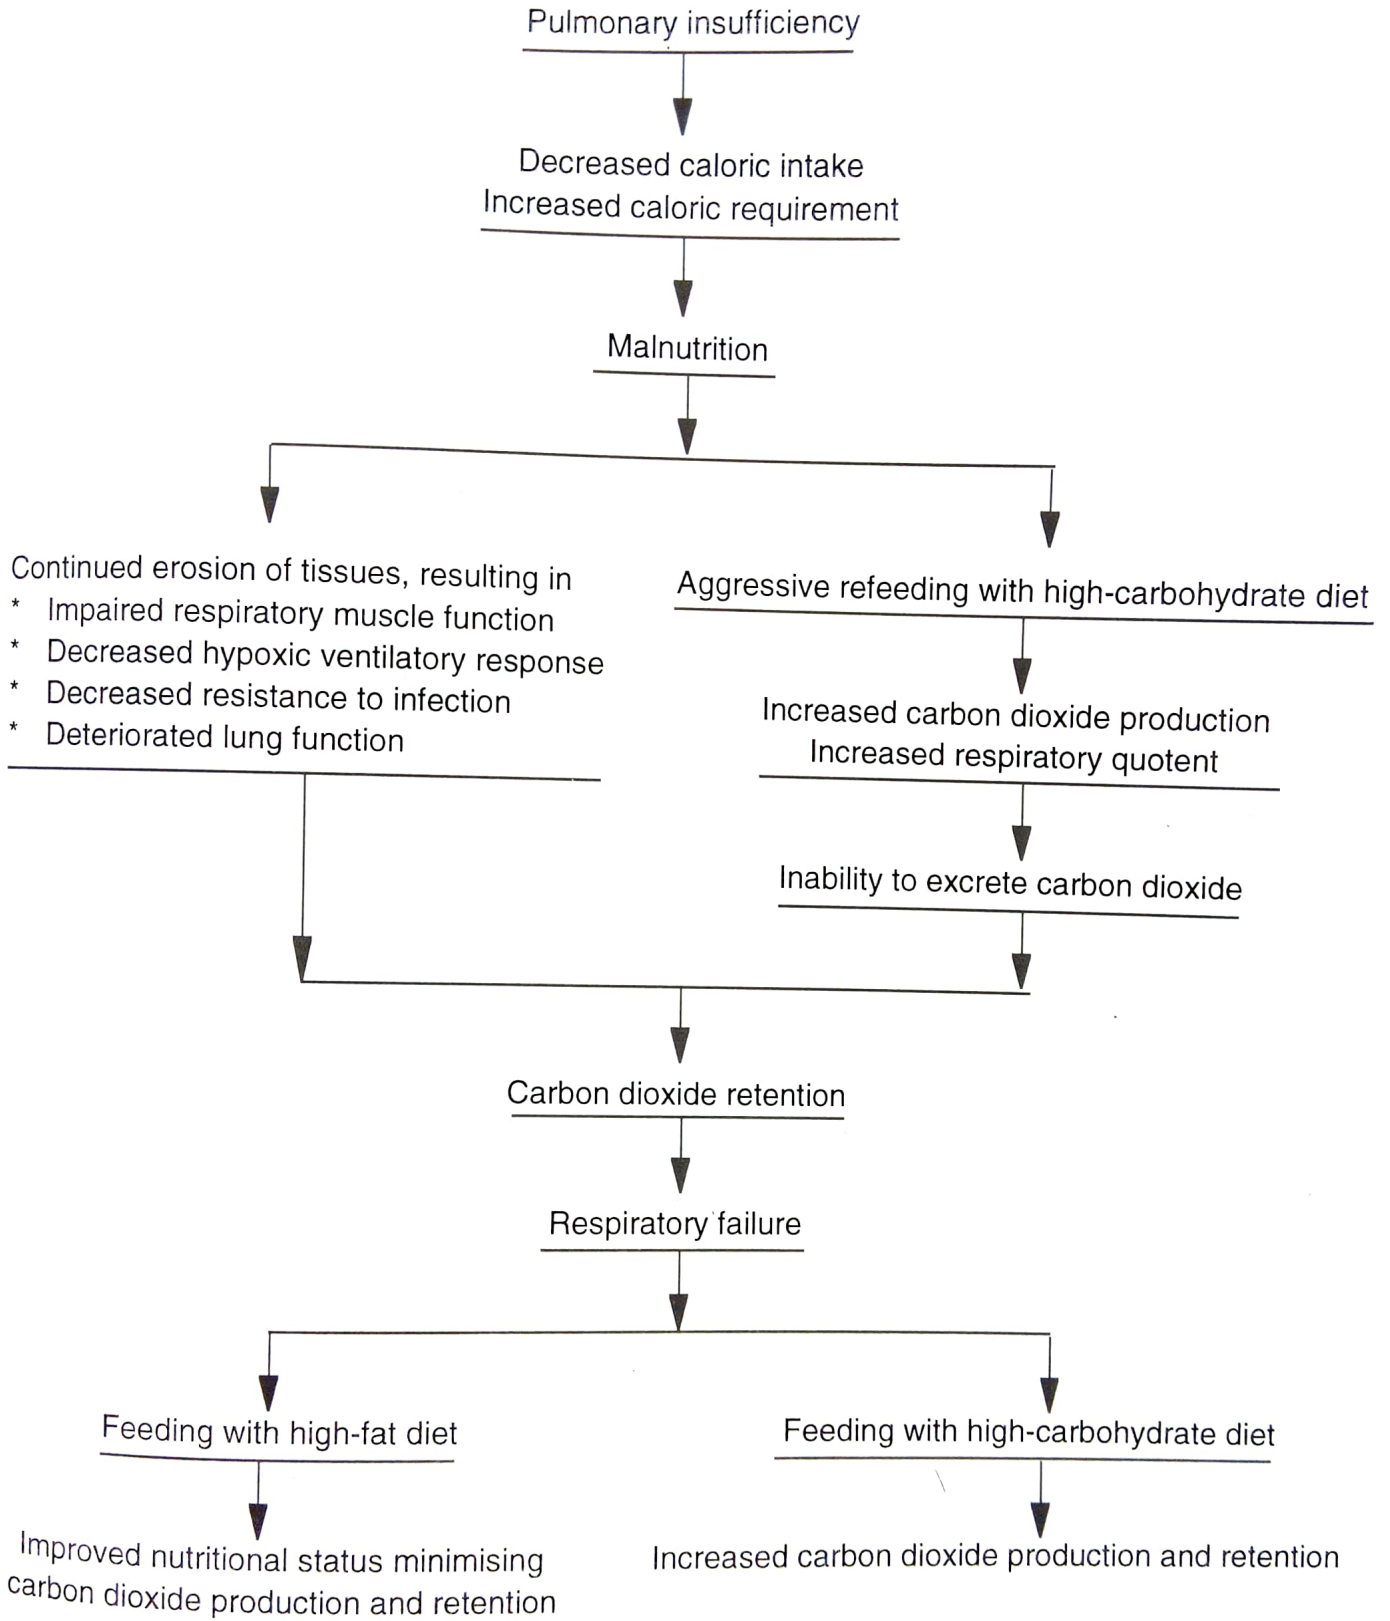 Pulmonary insufficiency
Decreased caloric intake
Increased caloric requirement
Malnutrition
Continued erosion of tissues, resulting in
* Impaired respiratory muscle function
* Decreased hypoxic ventilatory response
* Decreased resistance to infection
* Deteriorated lung function
Aggressive refeeding with high-carbohydrate diet
Increased carbon dioxide production
Increased respiratory quotent
Inability to excrete carbon dioxide
Carbon dioxide retention
Respiratory failure
Feeding with high-fat diet
Improved nutritional status minimising
carbon dioxide production and retention
Feeding with high-carbohydrate diet
Increased carbon dioxide production and retention